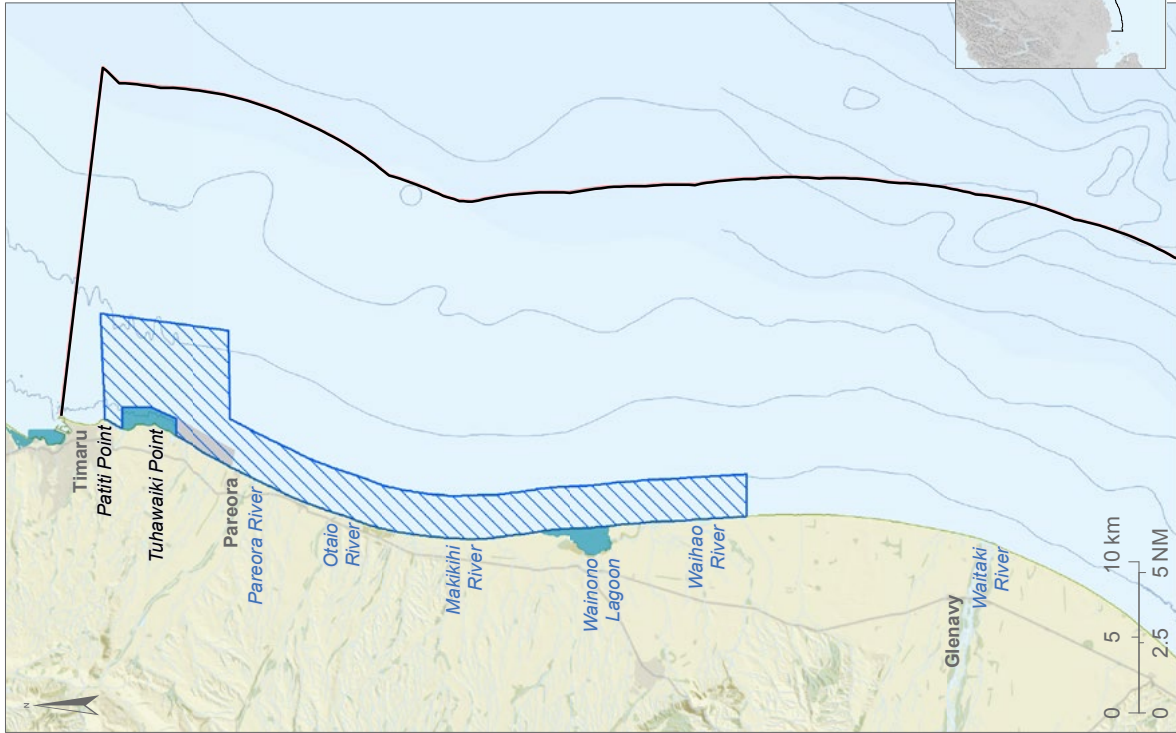 N
Timaru
Patiti Point
Tuhawaiki Point
Pareora
Pareora River
Otaio
River
Makikihi
River
Wainono
Lagoon
Waihao
River
Glenavy
Waitaki
River
0 5 10 km
0 2.5 5 NM